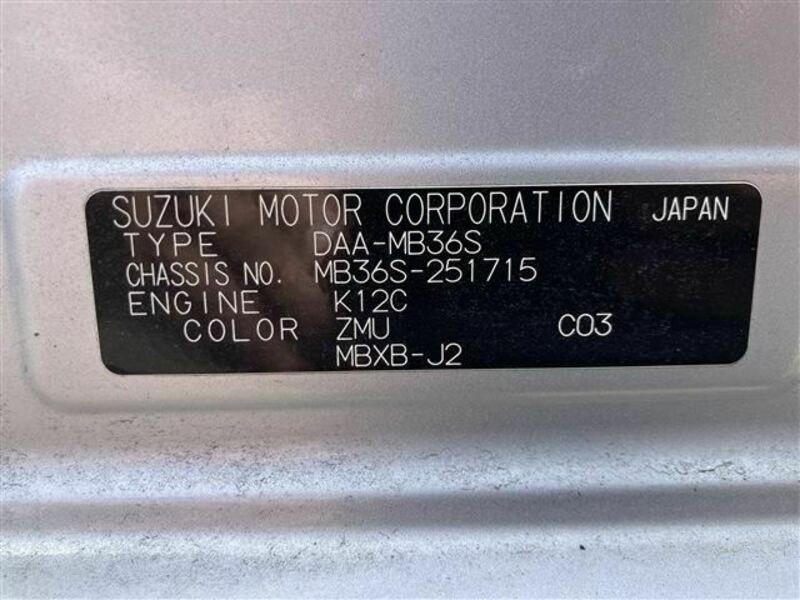 SUZUKI MOTOR CORPORATION JAPAN
TYPE DAA-MB36S
CHASSIS NO. MB36S-251715
ENGINE K12C
COLOR ZMU C03
MBXB-J2